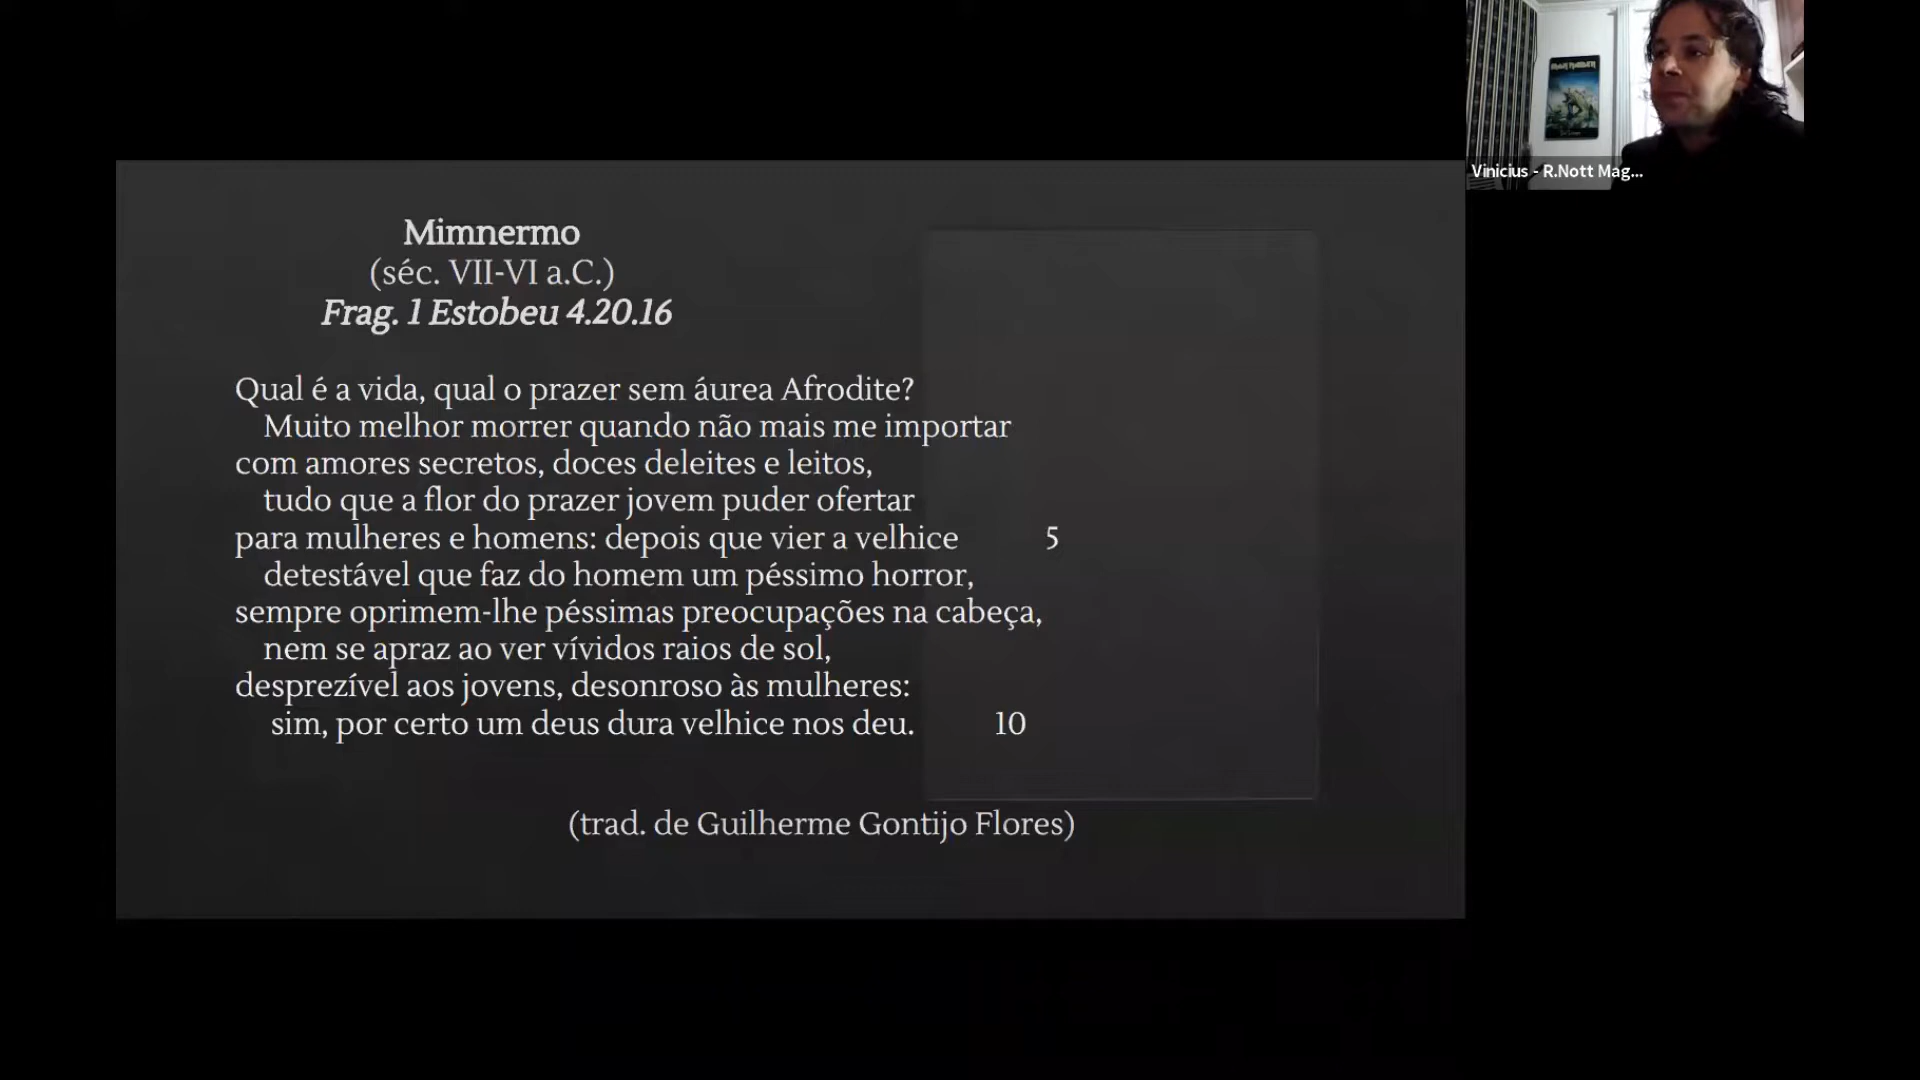 Mimnermo
(séc. VII-VI a.C.)
Frag. 1 Estobeu 4.20.16
Qual é a vida, qual o prazer sem áurea Afrodite?
Muito melhor morrer quando não mais me importar
com amores secretos, doces deleites e leitos,
tudo que a flor do prazer jovem puder ofertar
para mulheres e homens: depois que vier a velhice 5
detestável que faz do homem um péssimo horror,
sempre oprimem-lhe péssimas preocupações na cabeça,
nem se apraz ao ver vívidos raios de sol,
desprezível aos jovens, desonroso às mulheres:
sim, por certo um deus dura velhice nos deu. 10
(trad. de Guilherme Gontijo Flores)
Vinicius - R.Nott Mag...